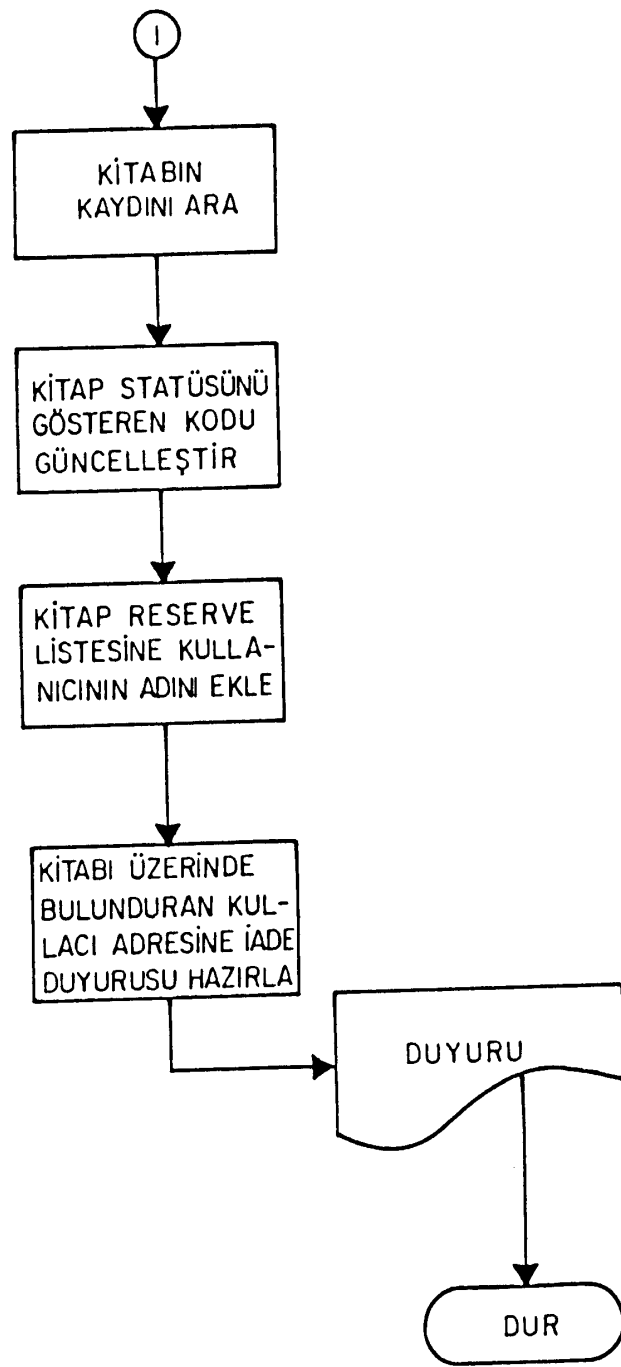 1
KİTABIN
KAYDINI ARA
KİTAP STATÜSÜNÜ
GÖSTEREN KODU
GÜNCELLEŞTİR
KİTAP RESERVE
LİSTESİNE KULLA-
NICININ ADINI EKLE
KİTABI ÜZERİNDE
BULUNDURAN KUL-
LACI ADRESİNE İADE
DUYURUSU HAZIRLA
DUYURU
DUR